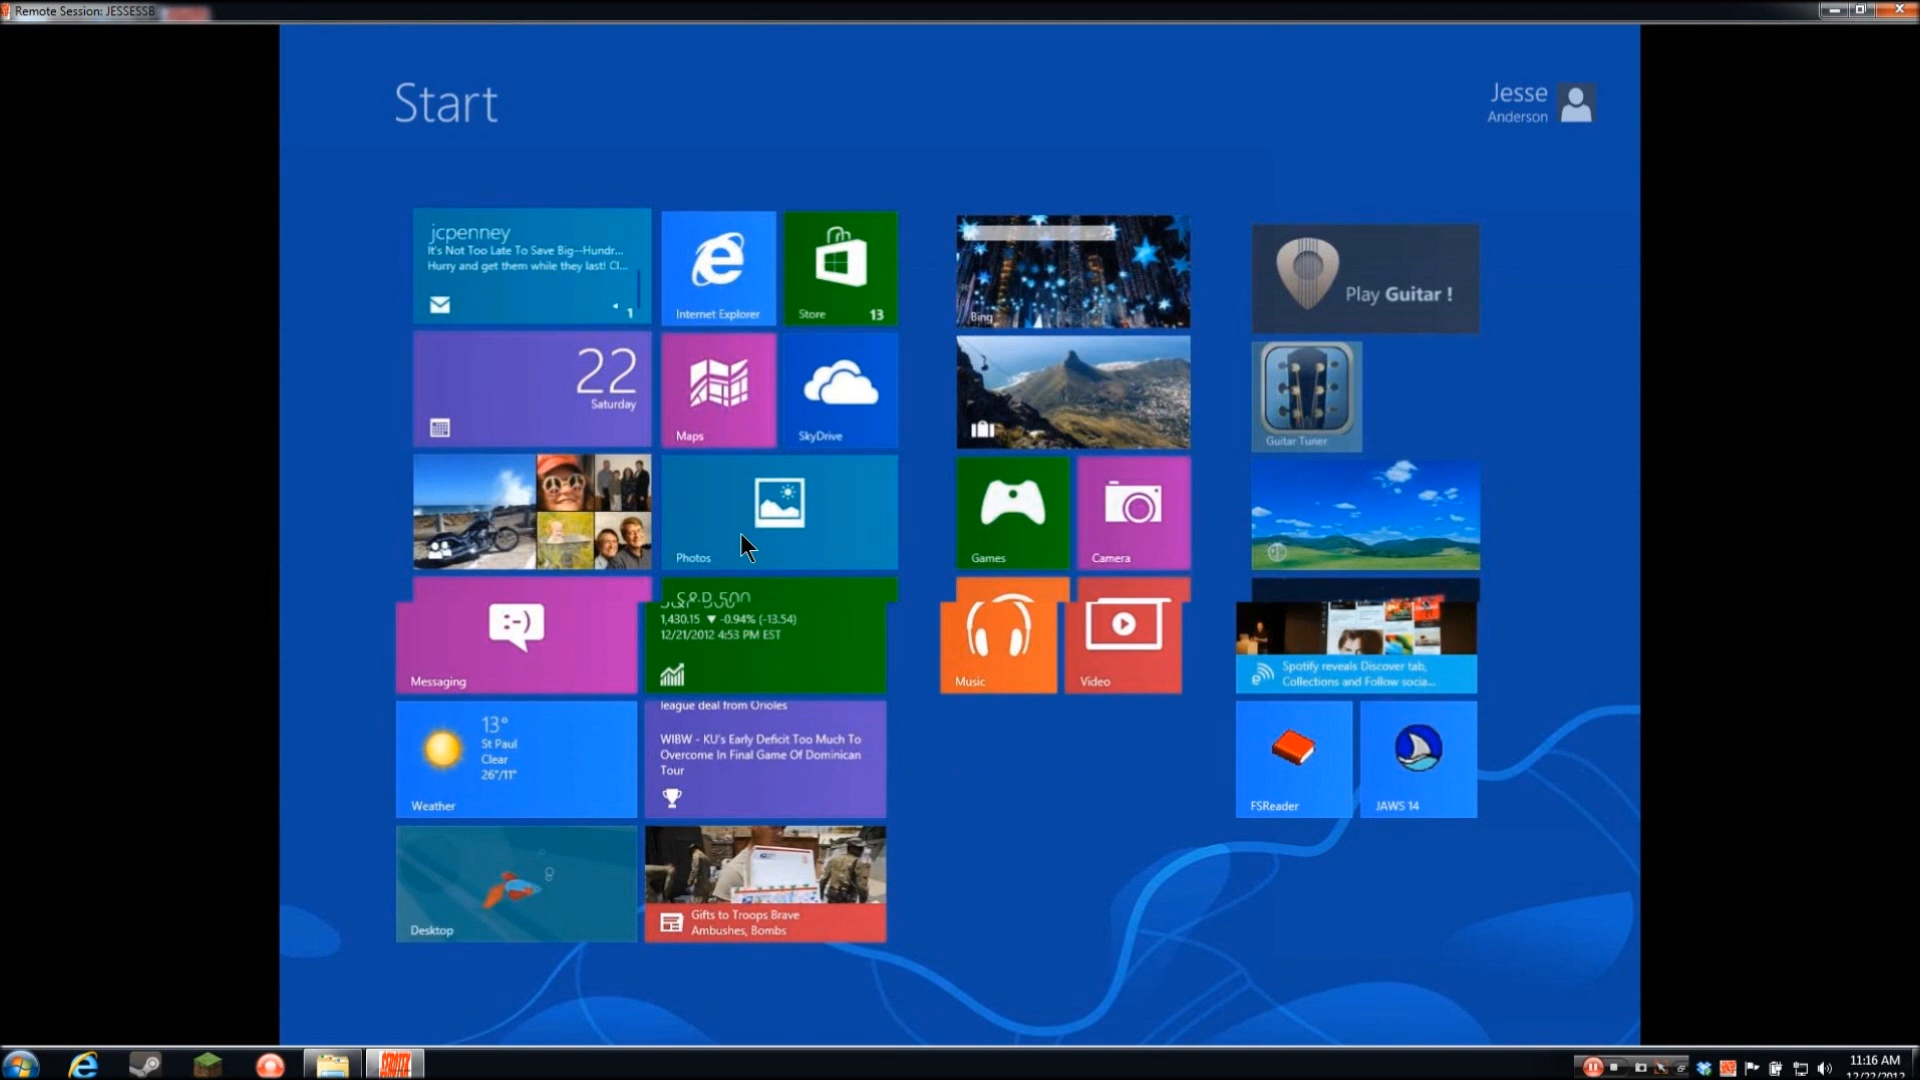 Remote Session: JESSESSB
Start
Jesse
Anderson
jcpenney
It's Not Too Late To Save Big--Hundr...
Hurry and get them while they last! Cl...
1
Internet Explorer
Store
13
22
Saturday
Maps
SkyDrive
Photos
Messaging
S&P 500
1,430.15 ▼ -0.94% (-13.54)
12/21/2012 4:53 PM EST
13°
St Paul
Clear
26°/11°
Weather
league deal from Orioles
WIBW - KU's Early Deficit Too Much To
Overcome In Final Game Of Dominican
Tour
Desktop
Gifts to Troops Brave
Ambushes, Bombs
Bing
Games
Camera
Music
Video
Play Guitar !
Guitar Tuner
Spotify reveals Discover tab,
Collections and Follow socia...
FSReader
JAWS 14
11:16 AM
12/22/2012